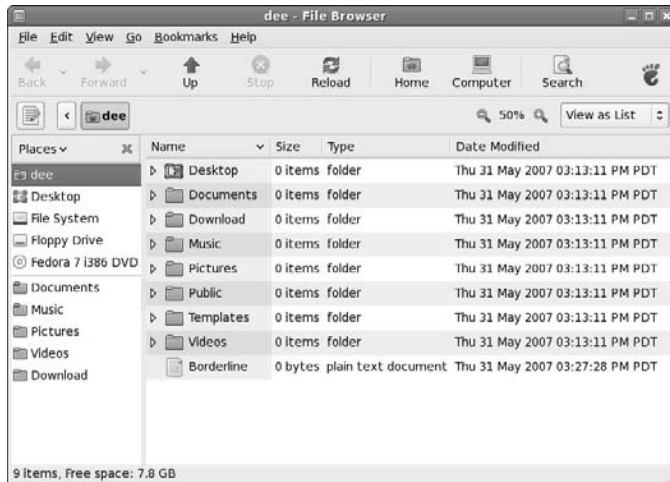 dee - File Browser
File Edit View Go Bookmarks Help
Back Forward Up Stop Reload Home Computer Search
dee 50% View as List
Places Name Size Type Date Modified
dee
Desktop
File System
Floppy Drive
Fedora 7 i386 DVD
Documents
Music
Pictures
Videos
Download
Desktop 0 items folder Thu 31 May 2007 03:13:11 PM PDT
Documents 0 items folder Thu 31 May 2007 03:13:11 PM PDT
Download 0 items folder Thu 31 May 2007 03:13:11 PM PDT
Music 0 items folder Thu 31 May 2007 03:13:11 PM PDT
Pictures 0 items folder Thu 31 May 2007 03:13:11 PM PDT
Public 0 items folder Thu 31 May 2007 03:13:11 PM PDT
Templates 0 items folder Thu 31 May 2007 03:13:11 PM PDT
Videos 0 items folder Thu 31 May 2007 03:13:11 PM PDT
Borderline 0 bytes plain text document Thu 31 May 2007 03:27:28 PM PDT
9 items, Free space: 7.8 GB